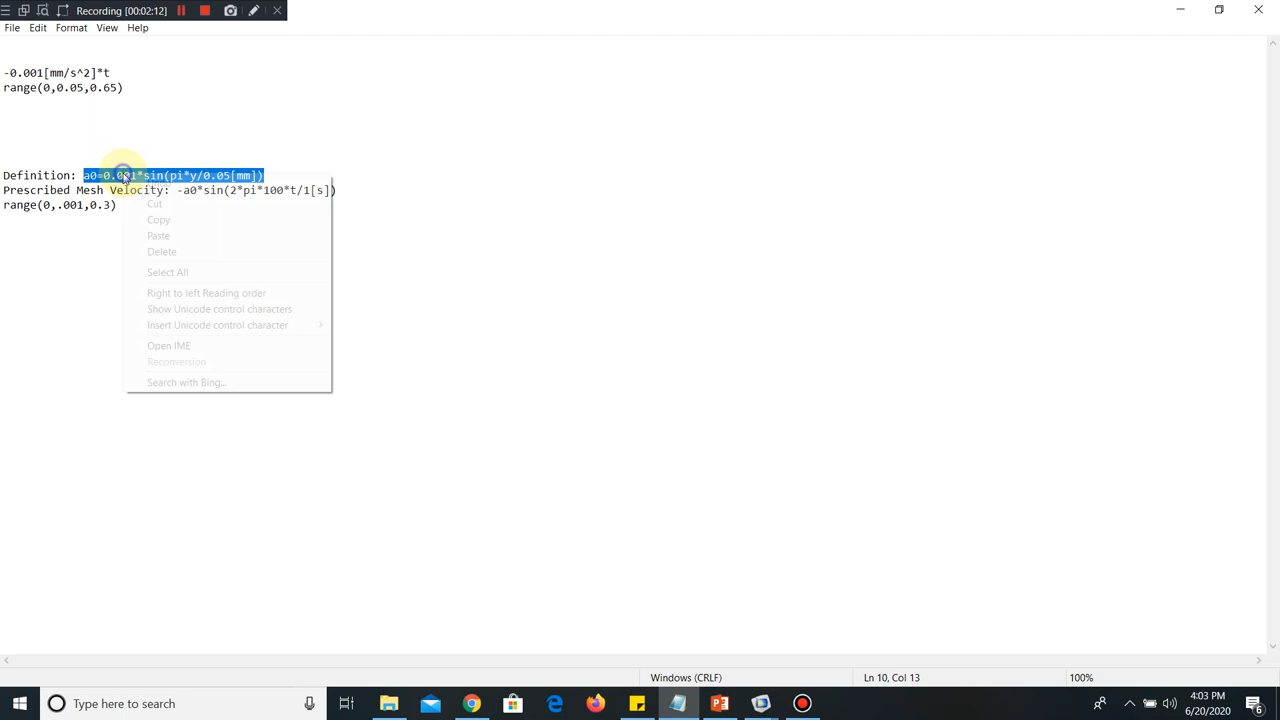 Recording [00:02:12]
File Edit Format View Help
-0.001[mm/s^2]*t
range(0,0.05,0.65)
Definition: a0=0.001*sin(pi*y/0.05[mm])
Prescribed Mesh Velocity: -a0*sin(2*pi*100*t/1[s])
range(0,.001,0.3)
Cut
Copy
Paste
Delete
Select All
Right to left Reading order
Show Unicode control characters
Insert Unicode control character
Open IME
Reconversion
Search with Bing...
Windows (CRLF) Ln 10, Col 13 100%
Type here to search
4:03 PM
6/20/2020
6